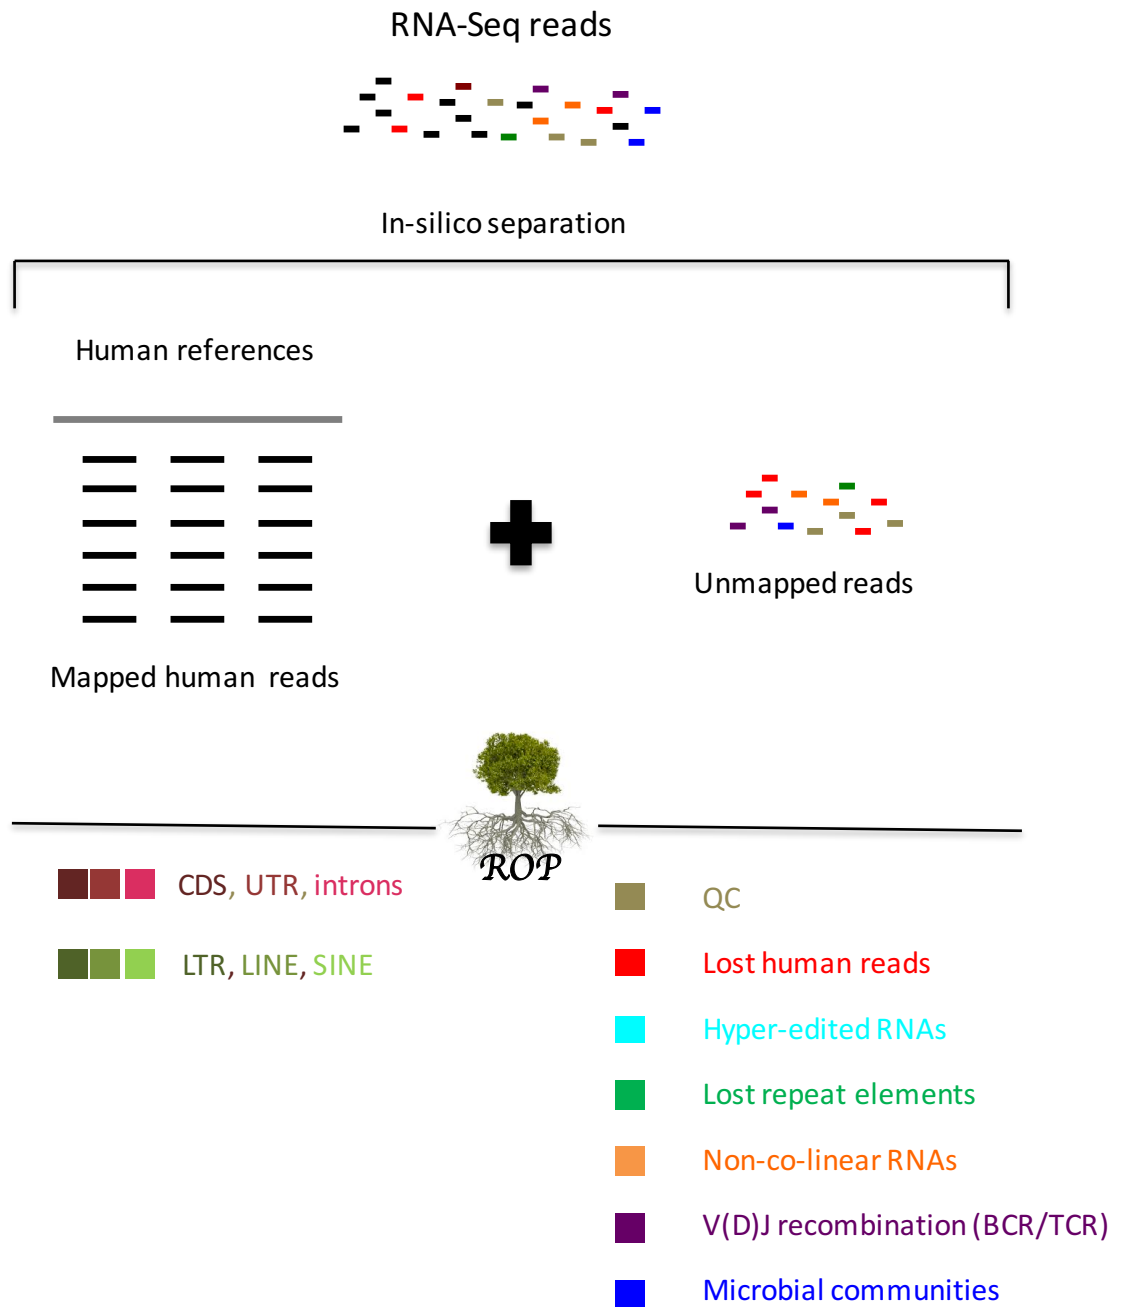 RNA-Seq reads
In-silico separation
Human references
Unmapped reads
Mapped human reads
ROP
CDS, UTR, introns
LTR, LINE, SINE
QC
Lost human reads
Hyper-edited RNAs
Lost repeat elements
Non-co-linear RNAs
V(D)J recombination (BCR/TCR)
Microbial communities